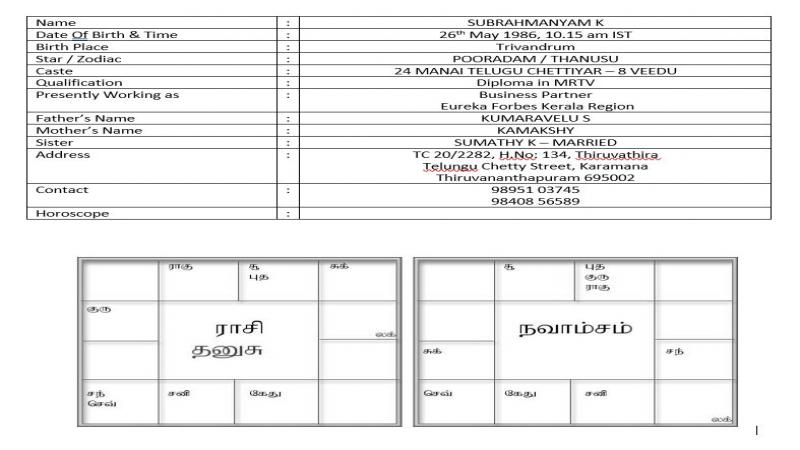 Name : SUBRAHMANYAM K
Date Of Birth & Time : 26th May 1986, 10.15 am IST
Birth Place : Trivandrum
Star / Zodiac : POORADAM / THANUSU
Caste : 24 MANAI TELUGU CHETTIYAR – 8 VEEDU
Qualification : Diploma in MRTV
Presently Working as : Business Partner
Eureka Forbes Kerala Region
Father's Name : KUMARAVELU S
Mother's Name : KAMAKSHY
Sister : SUMATHY K – MARRIED
Address : TC 20/2282, H.No: 134, Thiruvathira
Telungu Chetty Street, Karamana
Thiruvananthapuram 695002
Contact : 98951 03745
98408 56589
Horoscope :
ராகு சூ சுக்
புத
குரு
ராசி
தனுசு
லக்
சந் சனி கேது
செவ்
சூ புத
குரு
ராகு
நவாம்சம்
சுக் சந்
செவ் கேது சனி
லக்